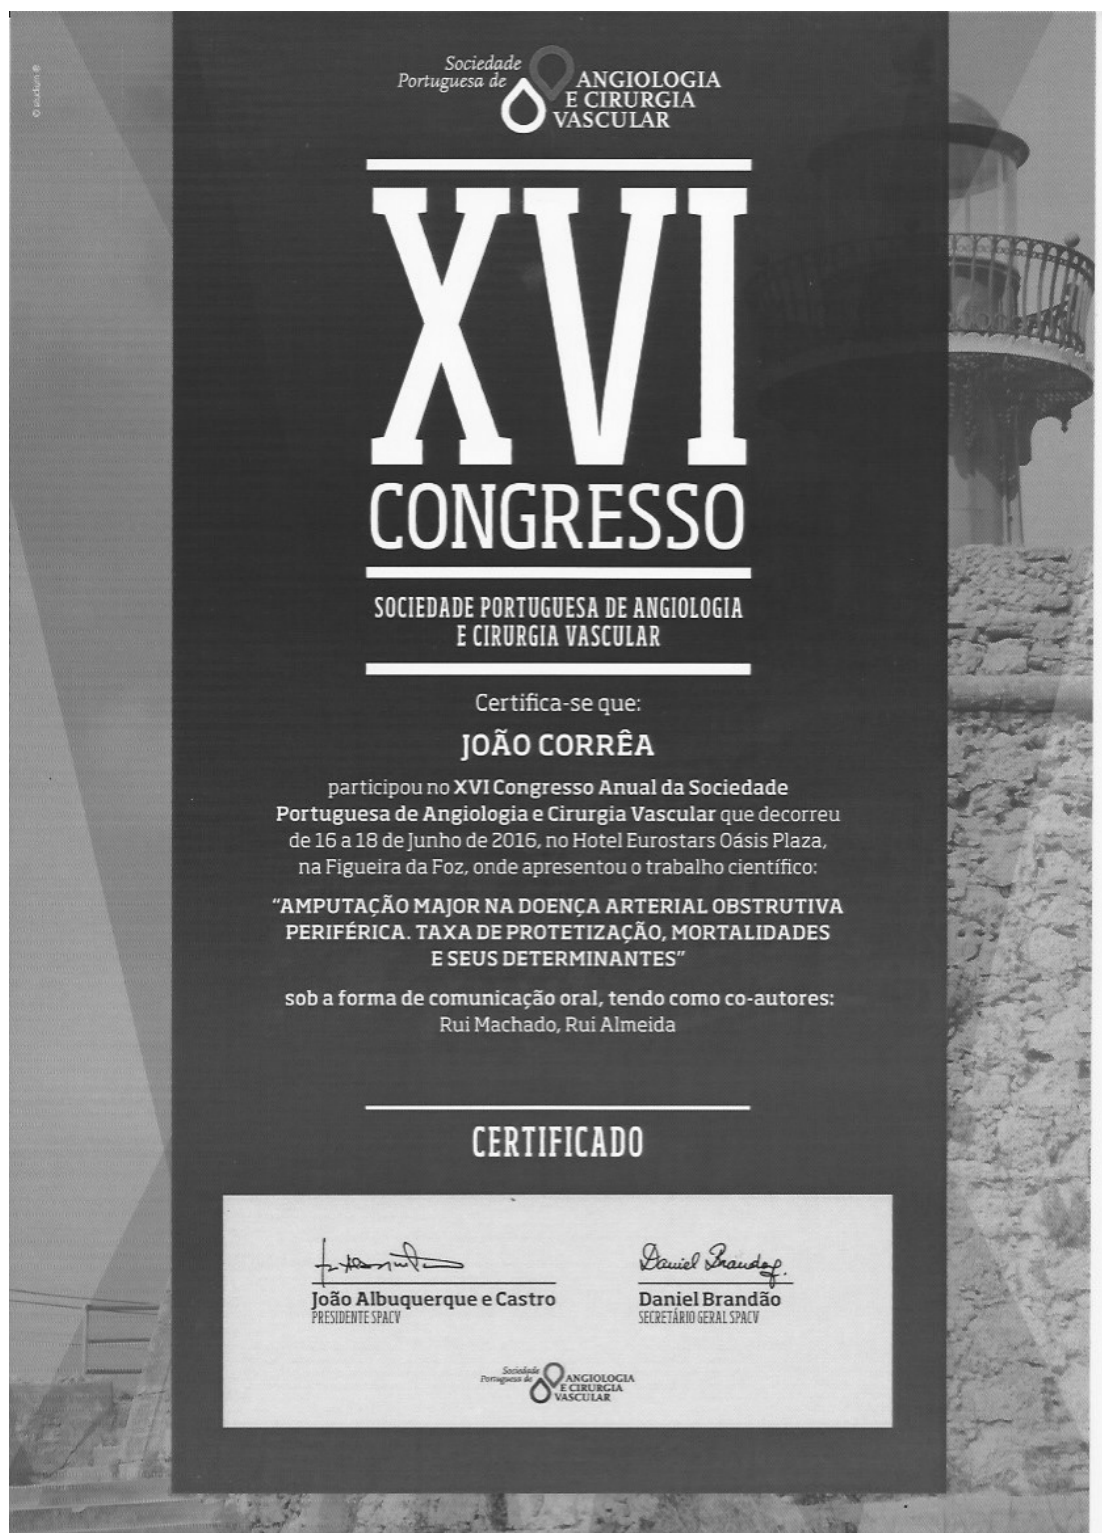 © studium ®
Sociedade
Portuguesa de
ANGIOLOGIA
E CIRURGIA
VASCULAR
XVI
CONGRESSO
SOCIEDADE PORTUGUESA DE ANGIOLOGIA
E CIRURGIA VASCULAR
Certifica-se que:
JOÃO CORRÊA
participou no XVI Congresso Anual da Sociedade
Portuguesa de Angiologia e Cirurgia Vascular que decorreu
de 16 a 18 de Junho de 2016, no Hotel Eurostars Oásis Plaza,
na Figueira da Foz, onde apresentou o trabalho científico:
“AMPUTAÇÃO MAJOR NA DOENÇA ARTERIAL OBSTRUTIVA
PERIFÉRICA. TAXA DE PROTETIZAÇÃO, MORTALIDADES
E SEUS DETERMINANTES”
sob a forma de comunicação oral, tendo como co-autores:
Rui Machado, Rui Almeida
CERTIFICADO
Daniel Brandão
João Albuquerque e Castro
PRESIDENTE SPACV
Daniel Brandão
SECRETÁRIO GERAL SPACV
Sociedade
Portuguesa de
ANGIOLOGIA
E CIRURGIA
VASCULAR